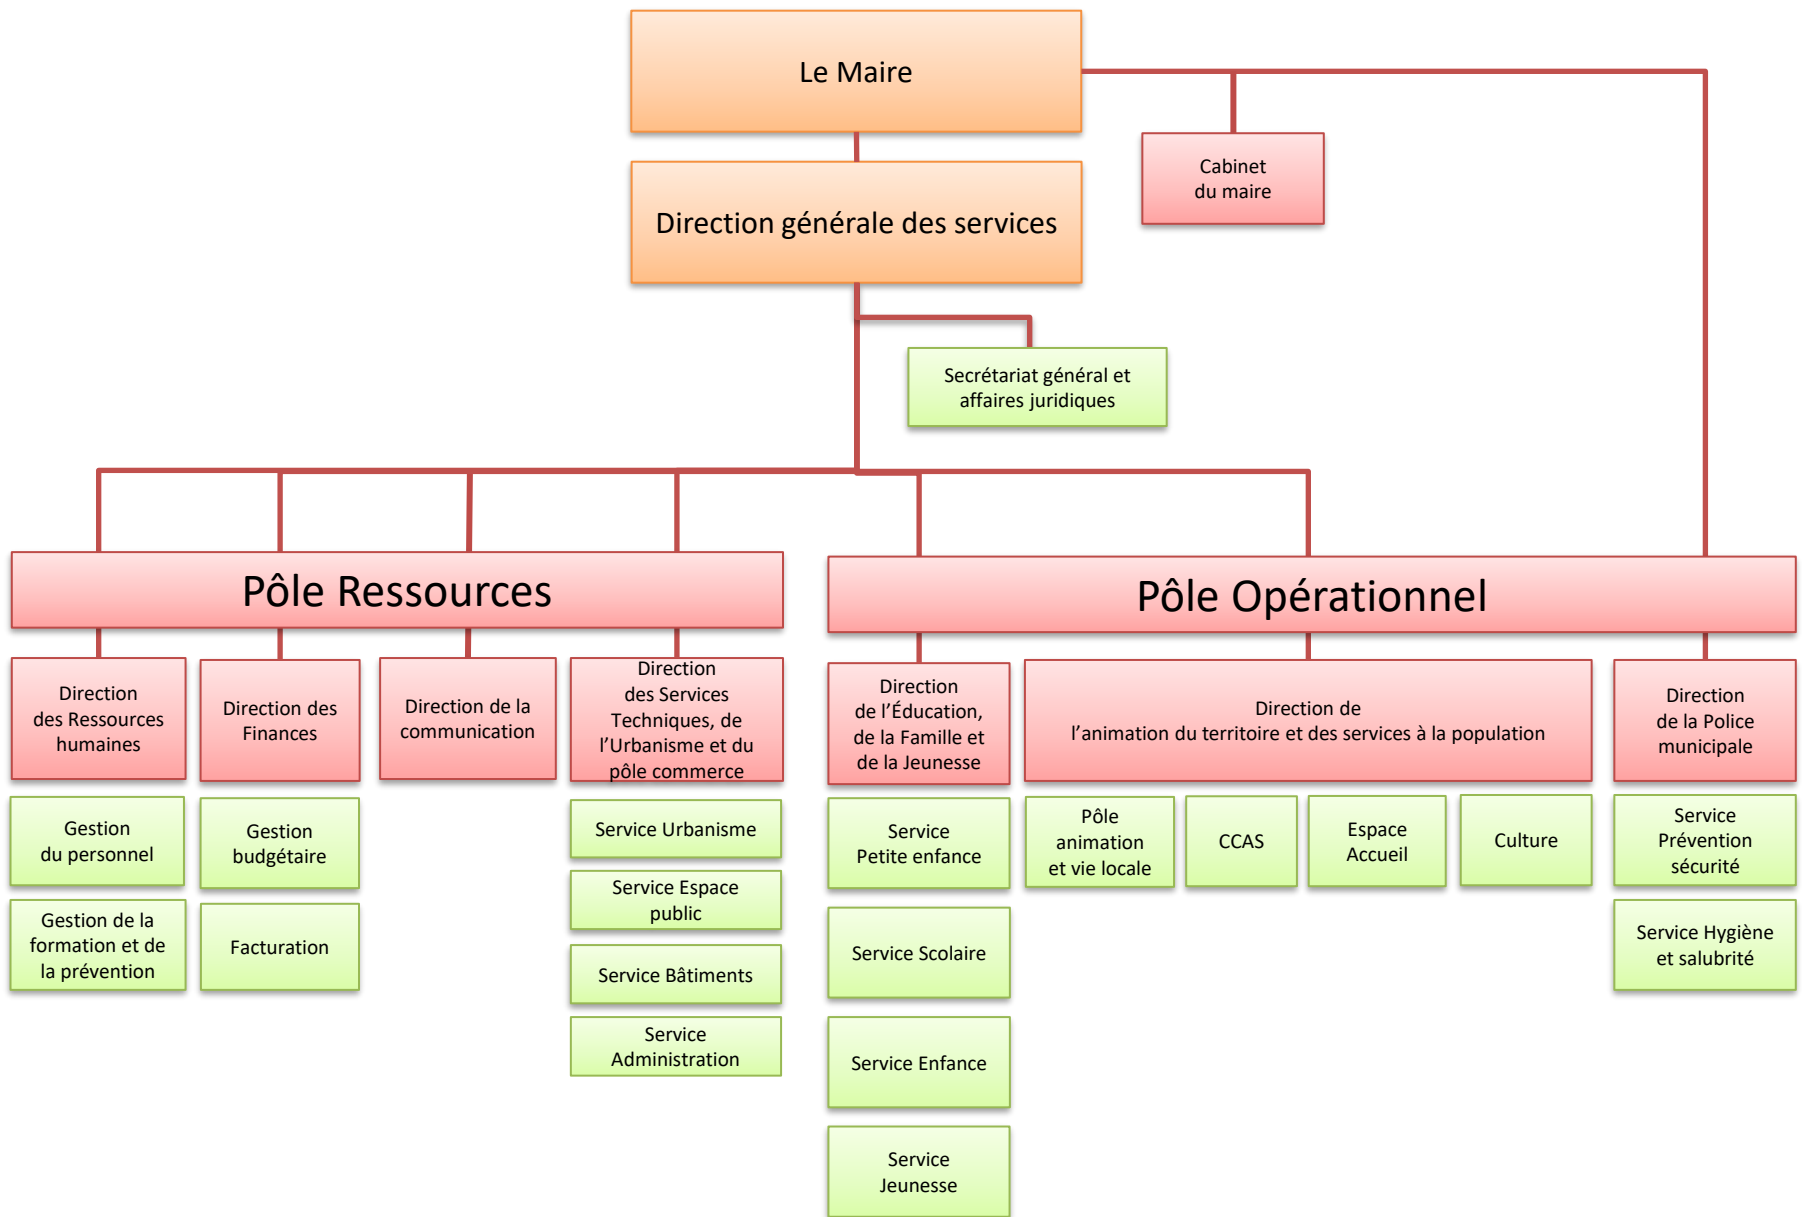 Le Maire
Cabinet
du maire
Direction générale des services
Secrétariat général et
affaires juridiques
Pôle Ressources
Pôle Opérationnel
Direction
des Ressources
humaines
Direction des
Finances
Direction de la
communication
Direction
des Services
Techniques, de
l’Urbanisme et du
pôle commerce
Direction
de l’Éducation,
de la Famille et
de la Jeunesse
Direction de
l’animation du territoire et des services à la population
Direction
de la Police
municipale
Gestion
du personnel
Gestion
budgétaire
Service Urbanisme
Service
Petite enfance
Pôle
animation
et vie locale
CCAS
Espace
Accueil
Culture
Service
Prévention
sécurité
Service Espace
public
Gestion de la
formation et de
la prévention
Facturation
Service Scolaire
Service Hygiène
et salubrité
Service Bâtiments
Service
Administration
Service Enfance
Service
Jeunesse